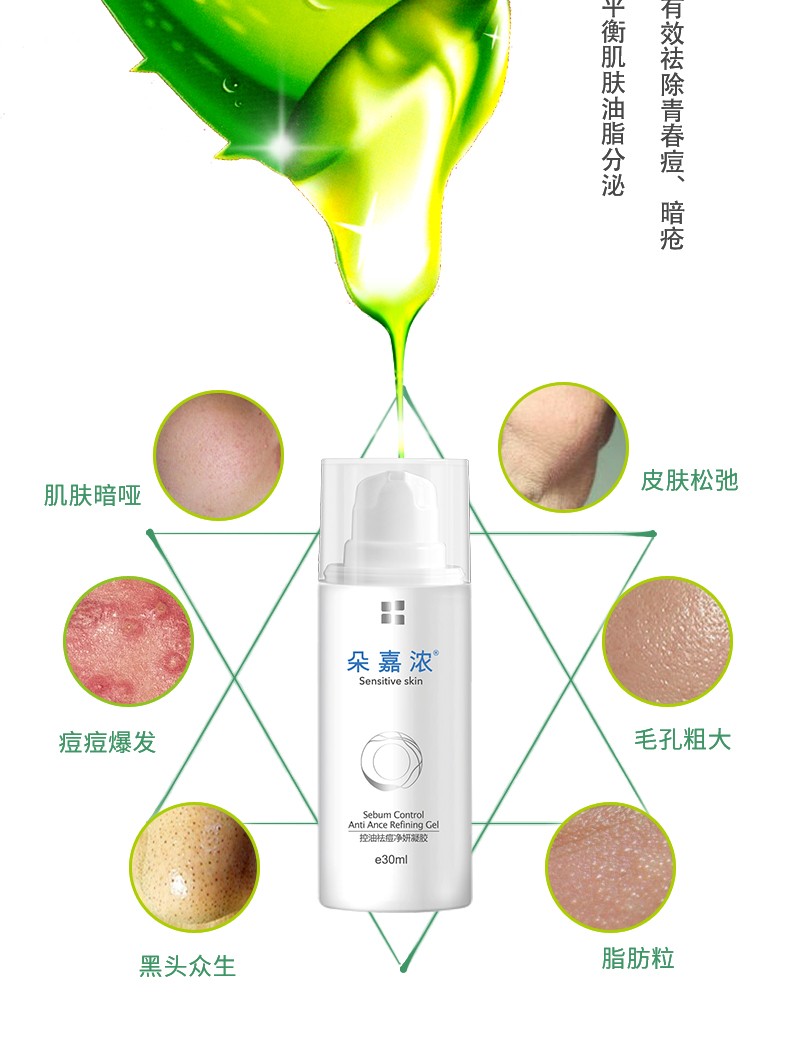 有效祛除青春痘、暗疮
平衡肌肤油脂分泌
肌肤暗哑
皮肤松弛
痘痘爆发
毛孔粗大
黑头众生
脂肪粒
朵嘉浓®
Sensitive skin
Sebum Control
Anti Ance Refining Gel
控油祛痘净妍凝胶
e30ml